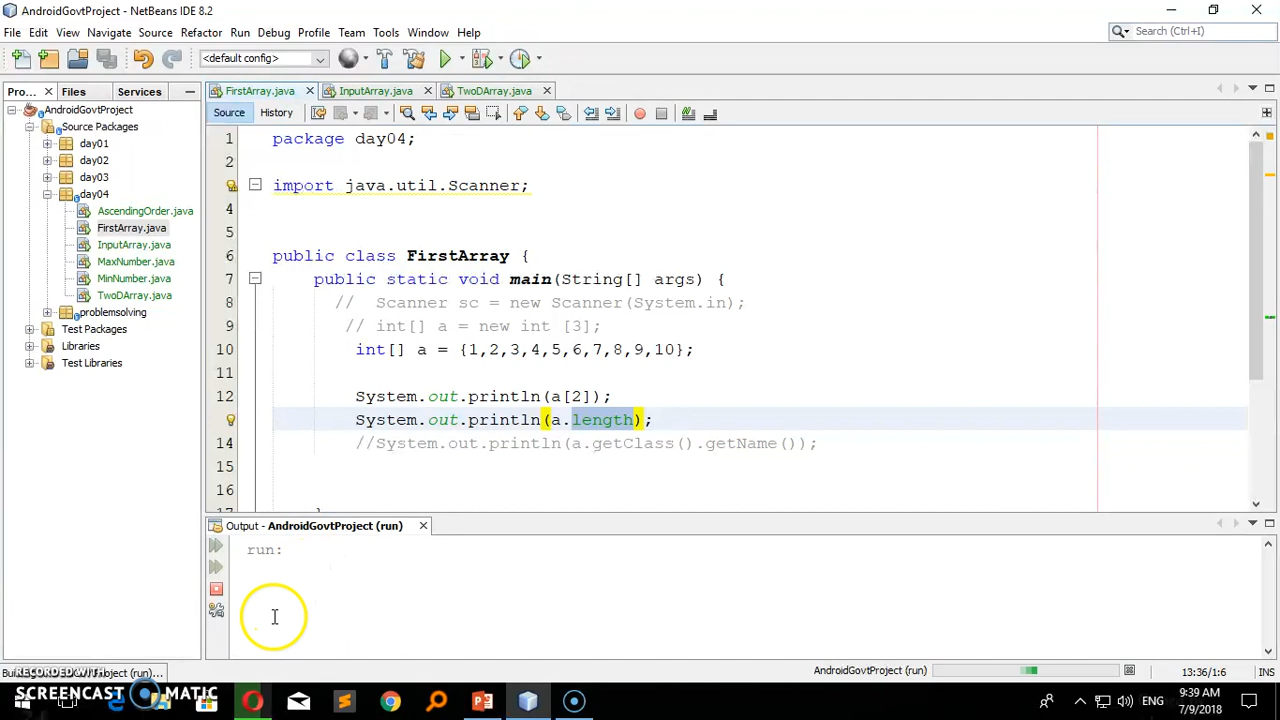 AndroidGovtProject - NetBeans IDE 8.2
File Edit View Navigate Source Refactor Run Debug Profile Team Tools Window Help
Search (Ctrl+I)
<default config>
Pro... Files Services
FirstArray.java InputArray.java TwoDArray.java
Source History
AndroidGovtProject
Source Packages
day01
day02
day03
day04
AscendingOrder.java
FirstArray.java
InputArray.java
MaxNumber.java
MinNumber.java
TwoDArray.java
problemsolving
Test Packages
Libraries
Test Libraries
1 package day04;
2
3 import java.util.Scanner;
4
5
6 public class FirstArray {
7 public static void main(String[] args) {
8 // Scanner sc = new Scanner(System.in);
9 // int[] a = new int [3];
10 int[] a = {1,2,3,4,5,6,7,8,9,10};
11
12 System.out.println(a[2]);
System.out.println(a.length);
14 //System.out.println(a.getClass().getName());
15
16
17 }
Output - AndroidGovtProject (run)
run:
AndroidGovtProject (run)
13:36/1:6 INS
RECORDED WITH
SCREENCAST MATIC
(run)...
ENG
9:39 AM
7/9/2018